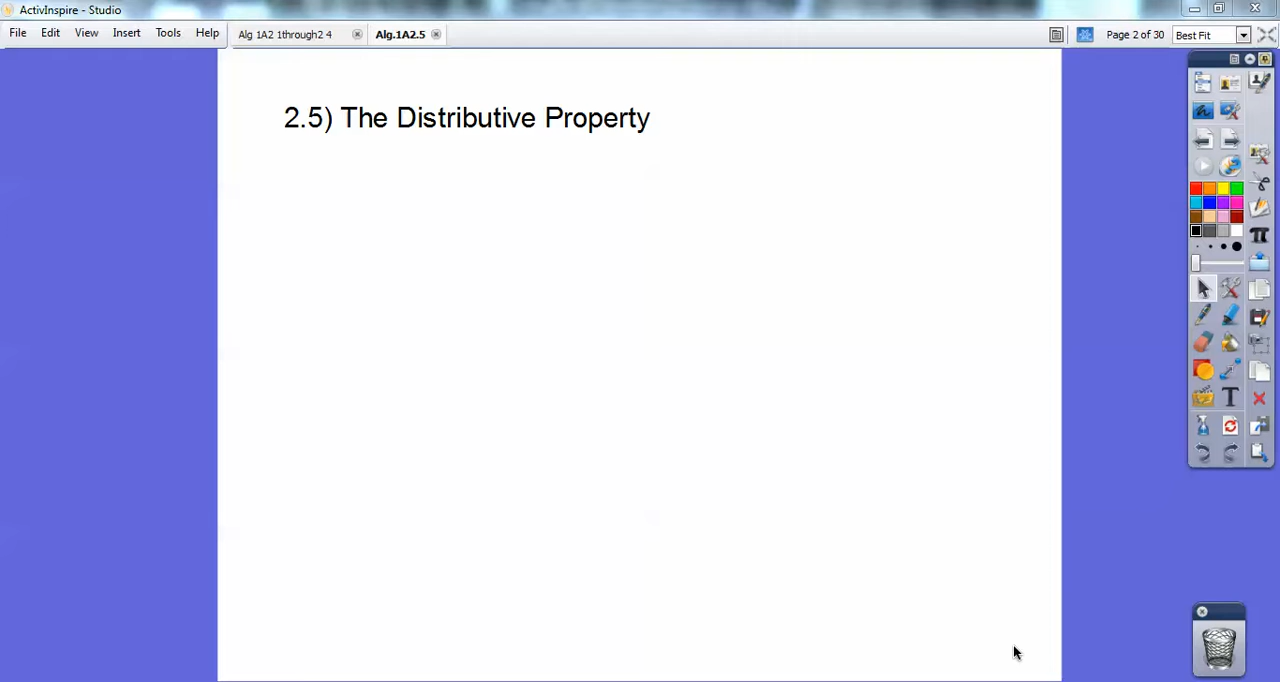 ActivInspire - Studio
File Edit View Insert Tools Help
Alg 1A2 1through2 4 Alg.1A2.5
Page 2 of 30 Best Fit
2.5) The Distributive Property